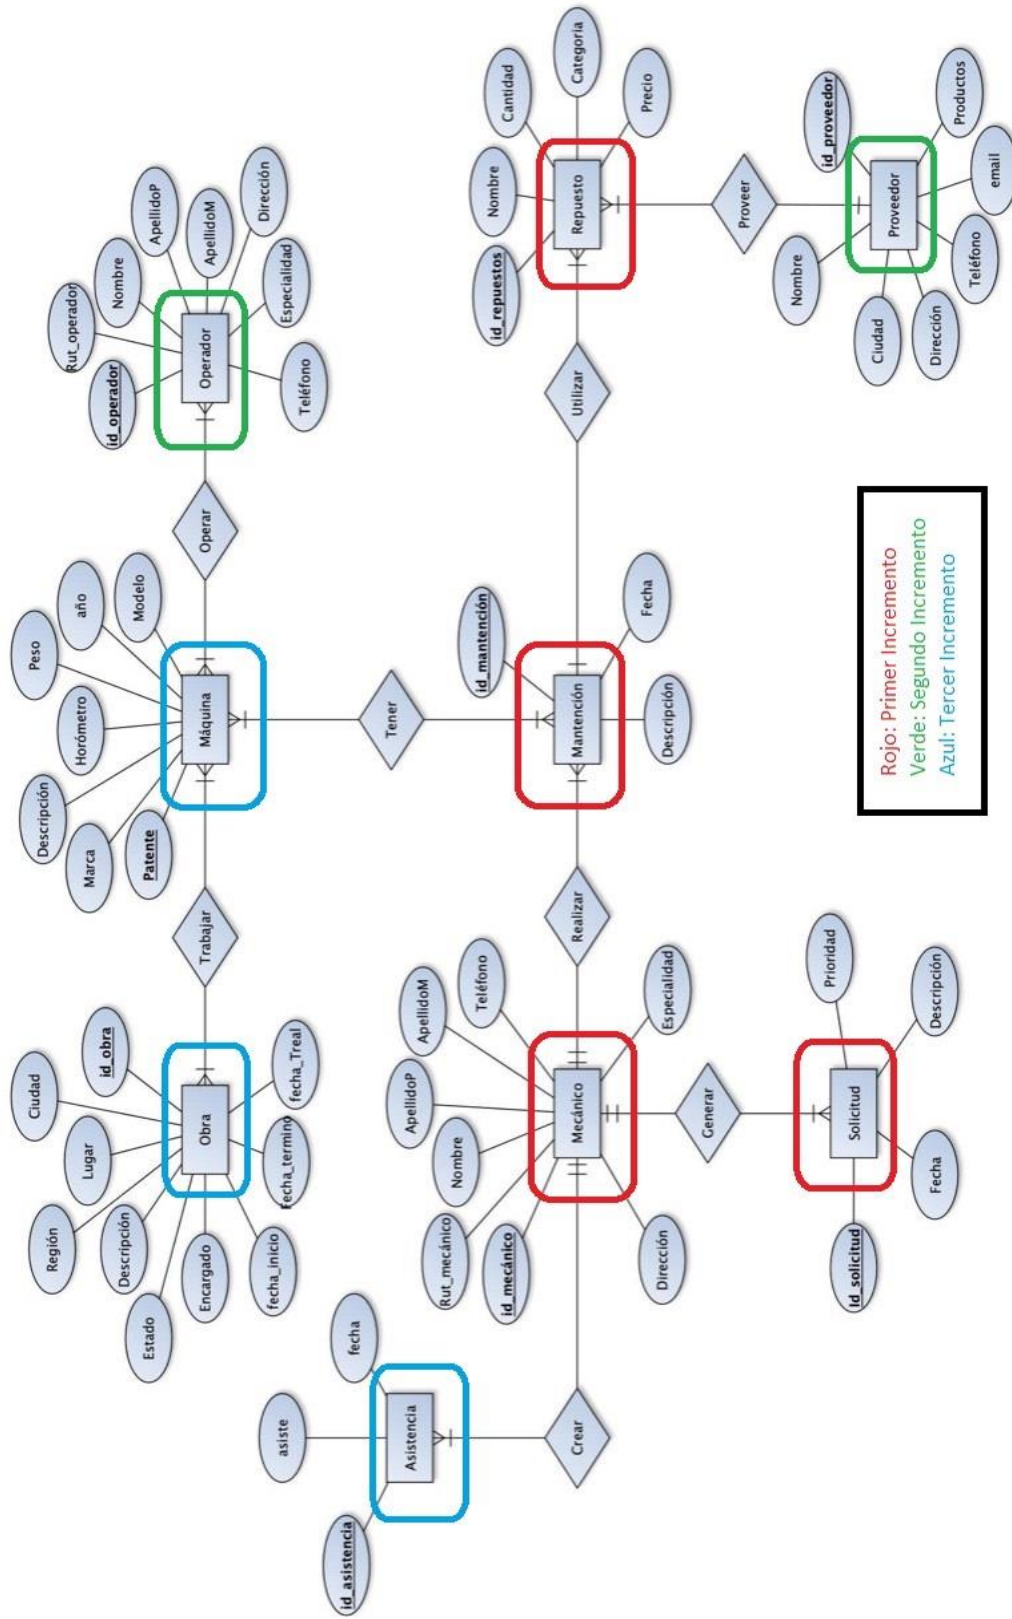 Ciudad
Región
Lugar
id_obra
Descripción
Estado
Obra
Encargado
fecha_inicio
Fecha_termino
fecha_Treal
Trabajar
Peso
Descripción
Horómetro
año
Marca
Modelo
Patente
Máquina
Operar
Rut_operador
Nombre
id_operador
ApellidoP
ApellidoM
Dirección
Operador
Especialidad
Teléfono
asiste
fecha
id_asistencia
Asistencia
Crear
Tener
ApellidoP
ApellidoM
Nombre
Teléfono
Rut_mecánico
id_mecánico
Mecánico
Dirección
Especialidad
Realizar
id_mantención
Mantención
Descripción
Fecha
Utilizar
Nombre
Cantidad
id_repuestos
Categoria
Repuesto
Precio
Generar
Prioridad
Solicitud
Id_solicitud
Fecha
Descripción
Proveer
Nombre
id_proveedor
Ciudad
Proveedor
Productos
Dirección
Teléfono
email
Rojo: Primer Incremento
Verde: Segundo Incremento
Azul: Tercer Incremento